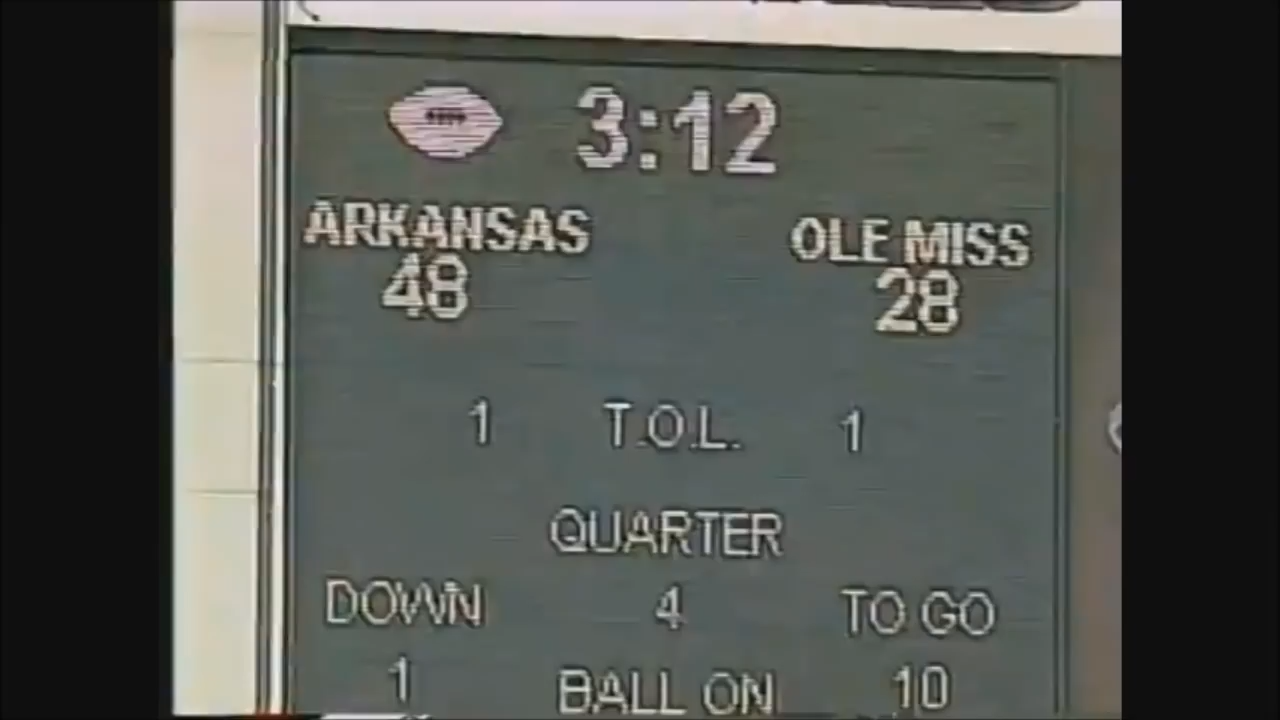 3:12
ARKANSAS OLE MISS
48 28
1 T.O.L. 1
QUARTER
DOWN 4 TO GO
1 BALL ON 10